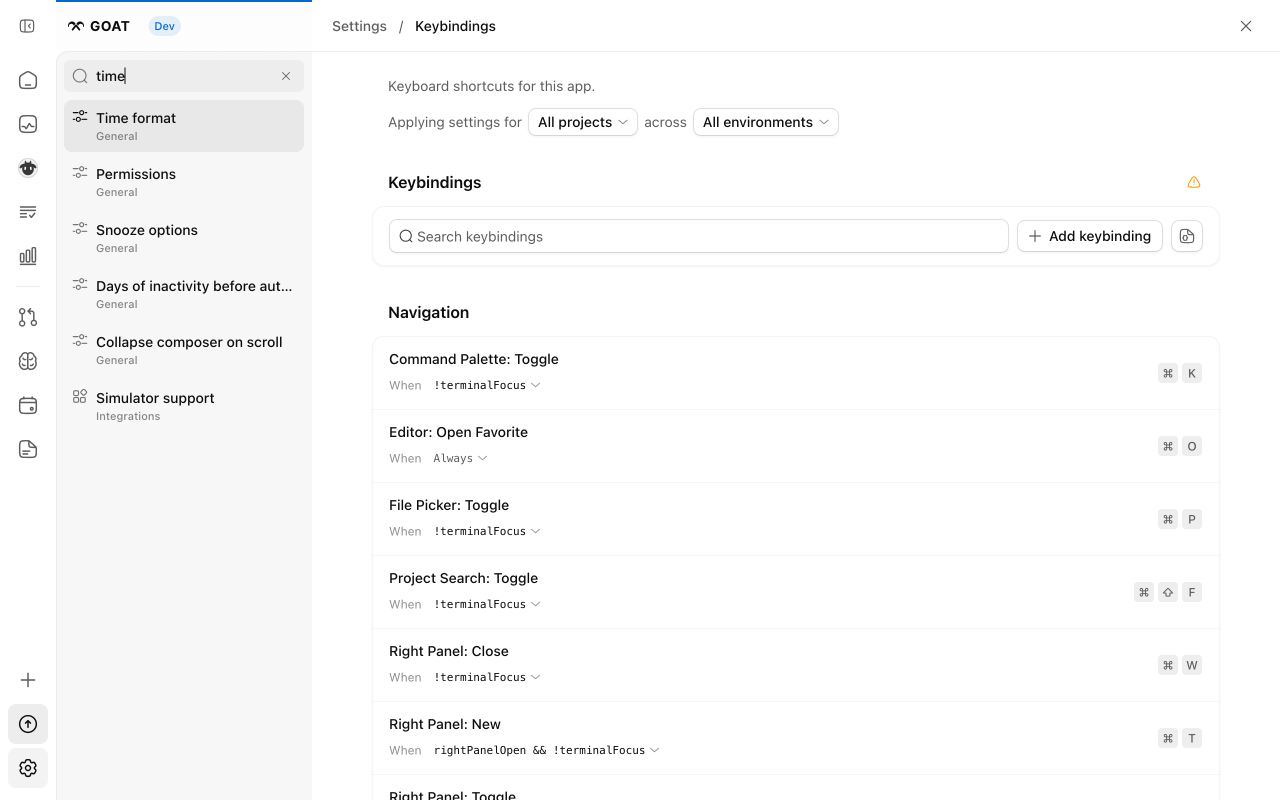 GOAT Dev
Settings / Keybindings
time
Time format
General
Permissions
General
Snooze options
General
Days of inactivity before aut...
General
Collapse composer on scroll
General
Simulator support
Integrations
Keyboard shortcuts for this app.
Applying settings for All projects across All environments
Keybindings
Search keybindings
Add keybinding
Navigation
Command Palette: Toggle
When !terminalFocus
⌘ K
Editor: Open Favorite
When Always
⌘ O
File Picker: Toggle
When !terminalFocus
⌘ P
Project Search: Toggle
When !terminalFocus
⌘ ⇧ F
Right Panel: Close
When !terminalFocus
⌘ W
Right Panel: New
When rightPanelOpen && !terminalFocus
⌘ T
Right Panel: Toggle